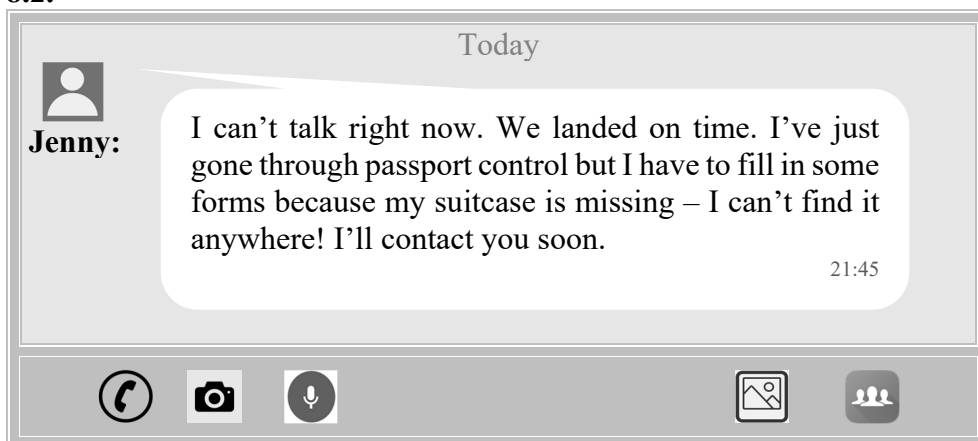 Today
Jenny:
I can’t talk right now. We landed on time. I’ve just
gone through passport control but I have to fill in some
forms because my suitcase is missing – I can’t find it
anywhere! I’ll contact you soon.
21:45